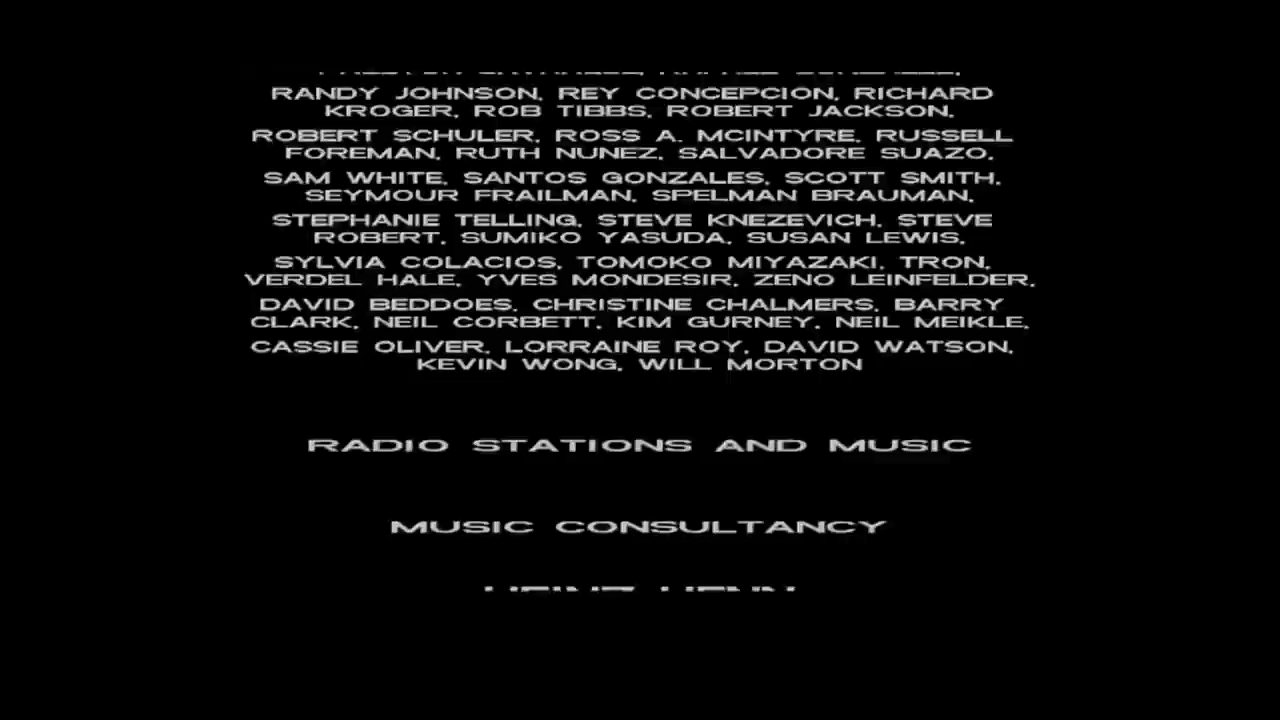 RANDY JOHNSON, REY CONCEPCION, RICHARD
KROGER, ROB TIBBS, ROBERT JACKSON,
ROBERT SCHULER, ROSS A. MCINTYRE, RUSSELL
FOREMAN, RUTH NUNEZ, SALVADORE SUAZO,
SAM WHITE, SANTOS GONZALES, SCOTT SMITH,
SEYMOUR FRAILMAN, SPELMAN BRAUMAN,
STEPHANIE TELLING, STEVE KNEZEVICH, STEVE
ROBERT, SUMIKO YASUDA, SUSAN LEWIS,
SYLVIA COLACIOS, TOMOKO MIYAZAKI, TRON,
VERDEL HALE, YVES MONDESIR, ZENO LEINFELDER,
DAVID BEDDOES, CHRISTINE CHALMERS, BARRY
CLARK, NEIL CORBETT, KIM GURNEY, NEIL MEIKLE,
CASSIE OLIVER, LORRAINE ROY, DAVID WATSON,
KEVIN WONG, WILL MORTON
RADIO STATIONS AND MUSIC
MUSIC CONSULTANCY